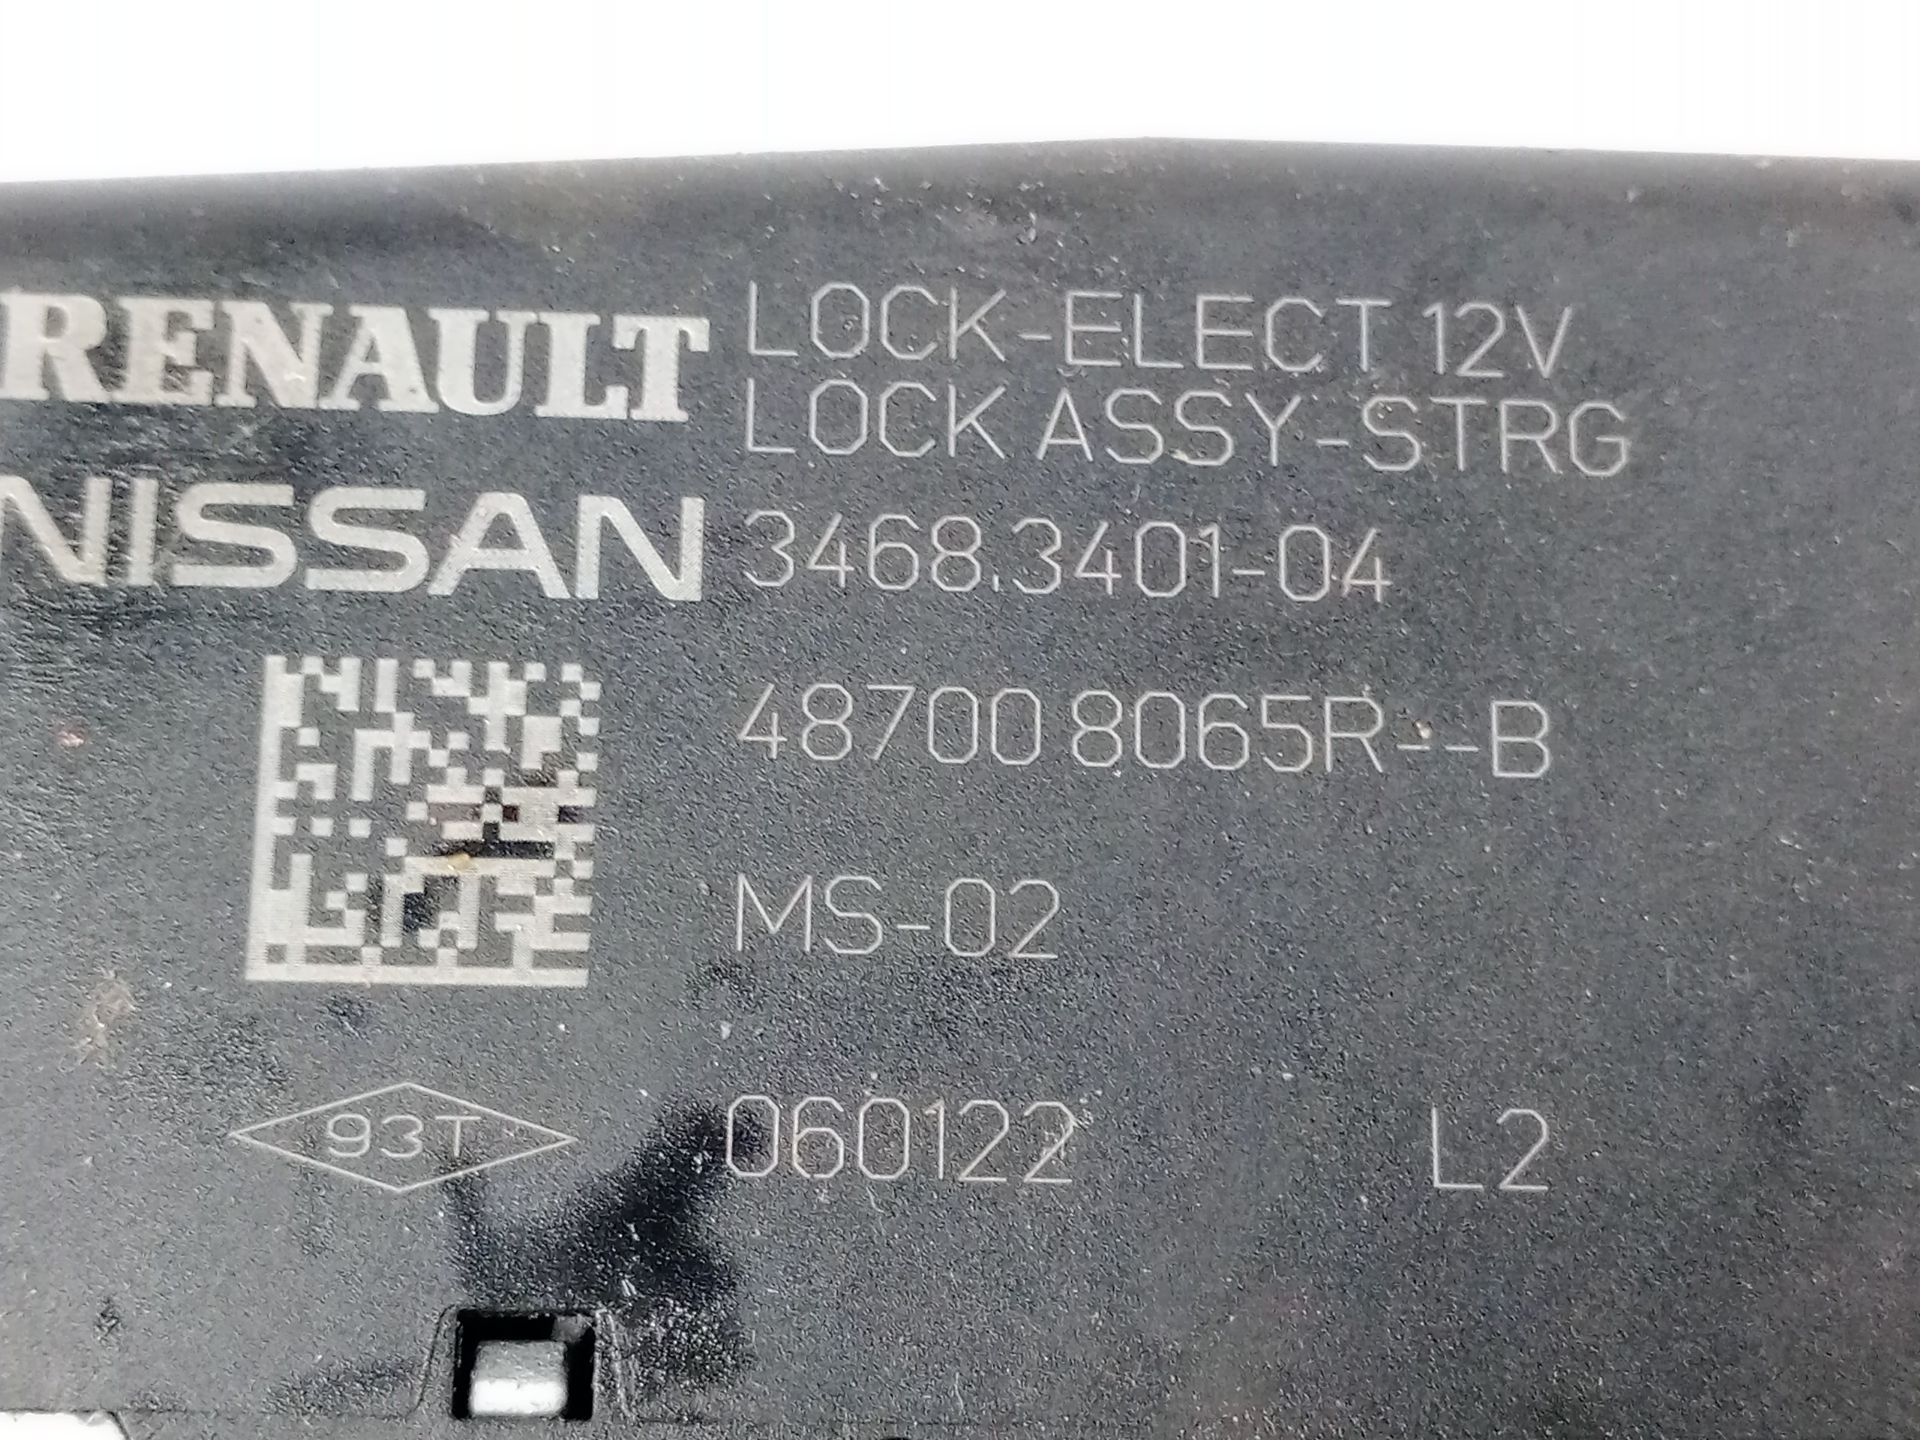 RENAULT
NISSAN
LOCK-ELECT 12V
LOCK ASSY-STRG
3468.3401-04
48700 8065R--B
MS-02
93T
060122 L2